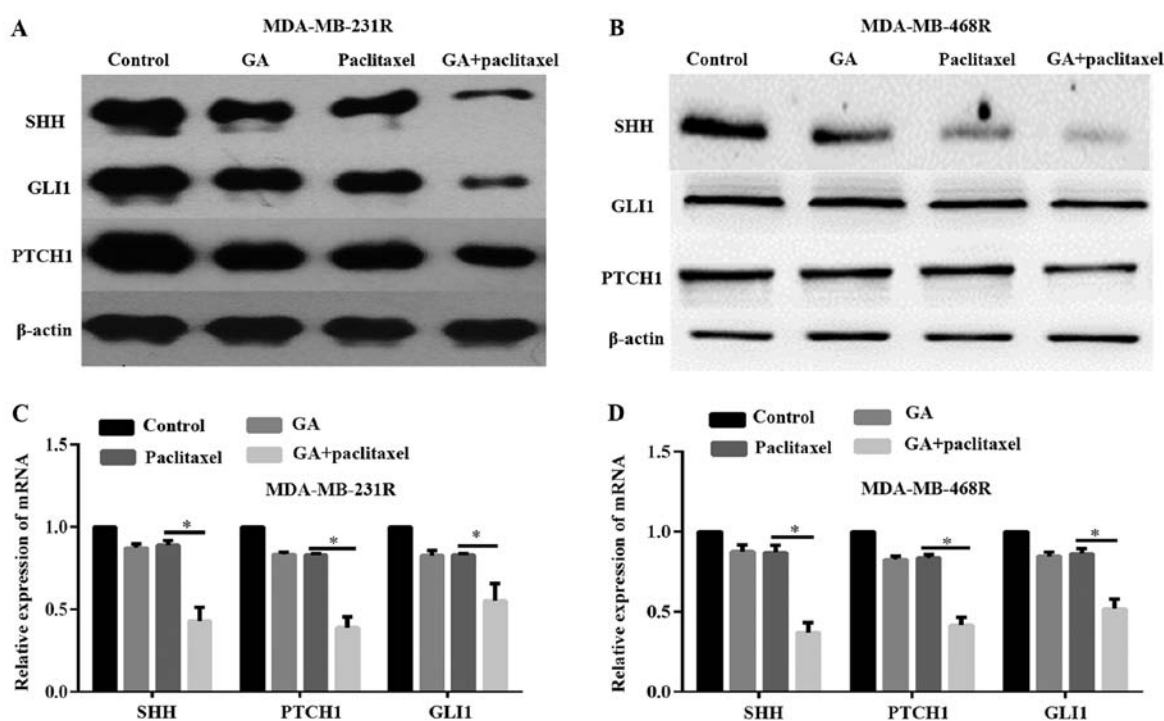 A
MDA-MB-231R
Control GA Paclitaxel GA+paclitaxel
SHH
GLI1
PTCH1
β-actin
B
MDA-MB-468R
Control GA Paclitaxel GA+paclitaxel
SHH
GLI1
PTCH1
β-actin
C
Control GA
Paclitaxel GA+paclitaxel
MDA-MB-231R
Relative expression of mRNA
1.5
1.0
0.5
0.0
* * *
SHH PTCH1 GLI1
D
Control GA
Paclitaxel GA+paclitaxel
MDA-MB-468R
Relative expression of mRNA
1.5
1.0
0.5
0.0
* * *
SHH PTCH1 GLI1